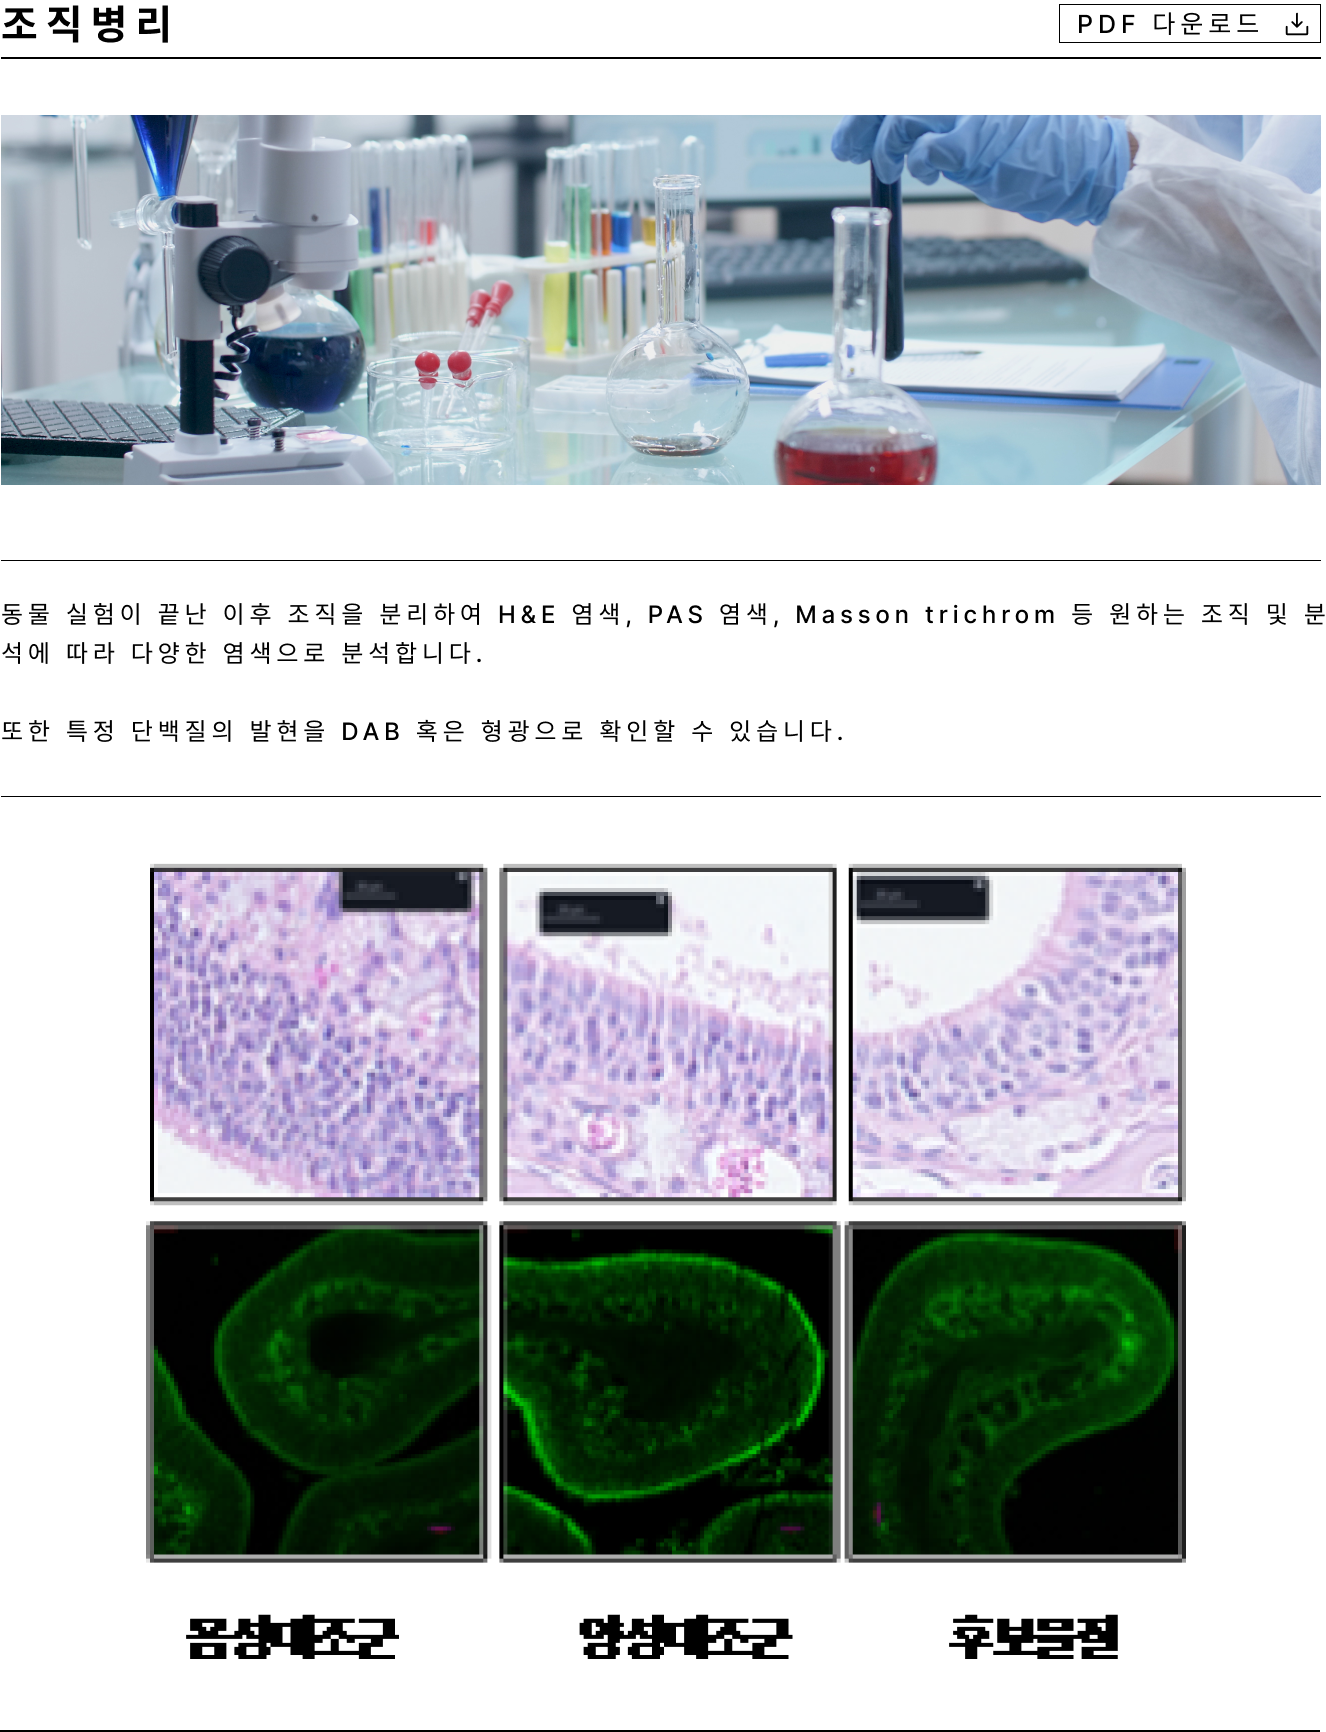 조직병리
PDF 다운로드
동물 실험이 끝난 이후 조직을 분리하여 H&E 염색, PAS 염색, Masson trichrom 등 원하는 조직 및 분
석에 따라 다양한 염색으로 분석합니다.
또한 특정 단백질의 발현을 DAB 혹은 형광으로 확인할 수 있습니다.
음성대조군
양성대조군
후보물질